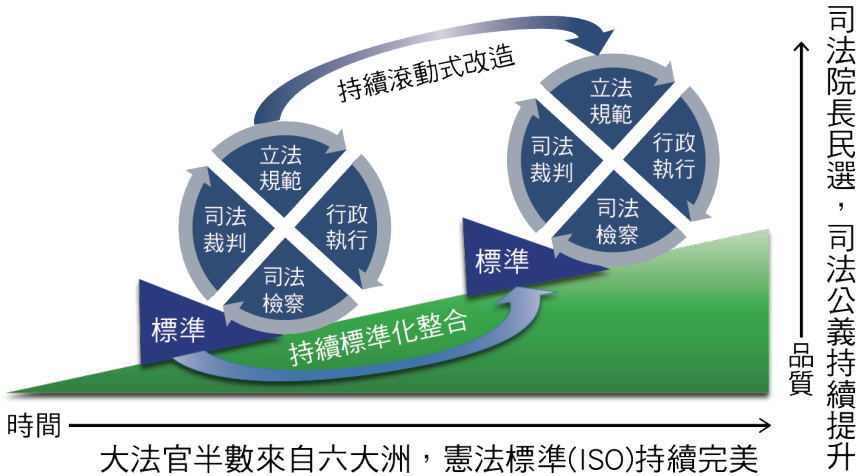 持續滾動式改造
立法
規範
行政
執行
司法
檢察
司法
裁判
標準
立法
規範
行政
執行
司法
檢察
司法
裁判
標準
持續標準化整合
品質
司法院長民選，司法公義持續提升
時間
大法官半數來自六大洲，憲法標準(ISO)持續完美